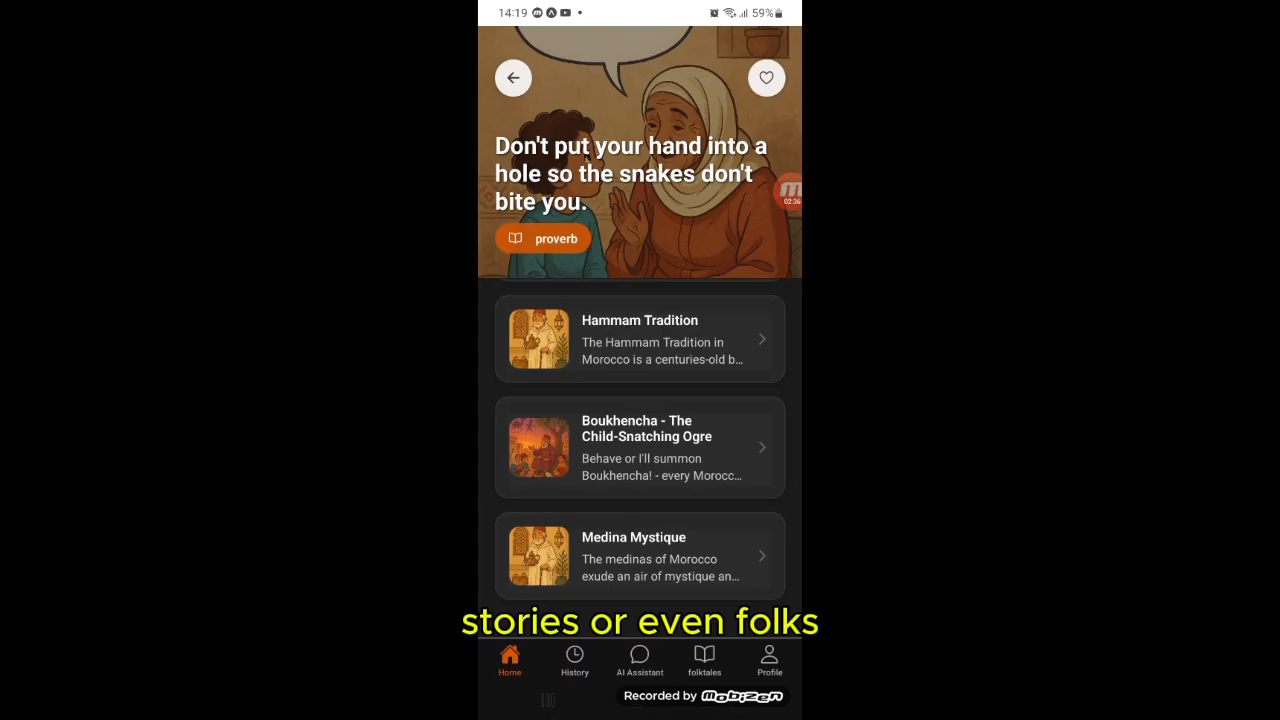 14:19
59%
Don't put your hand into a
hole so the snakes don't
bite you.
02:36
proverb
Hammam Tradition
The Hammam Tradition in
Morocco is a centuries-old b...
Boukhencha - The
Child-Snatching Ogre
Behave or I'll summon
Boukhencha! - every Morocc...
Medina Mystique
The medinas of Morocco
exude an air of mystique an...
stories or even folks
Home
History
AI Assistant
folktales
Profile
Recorded by mobizen